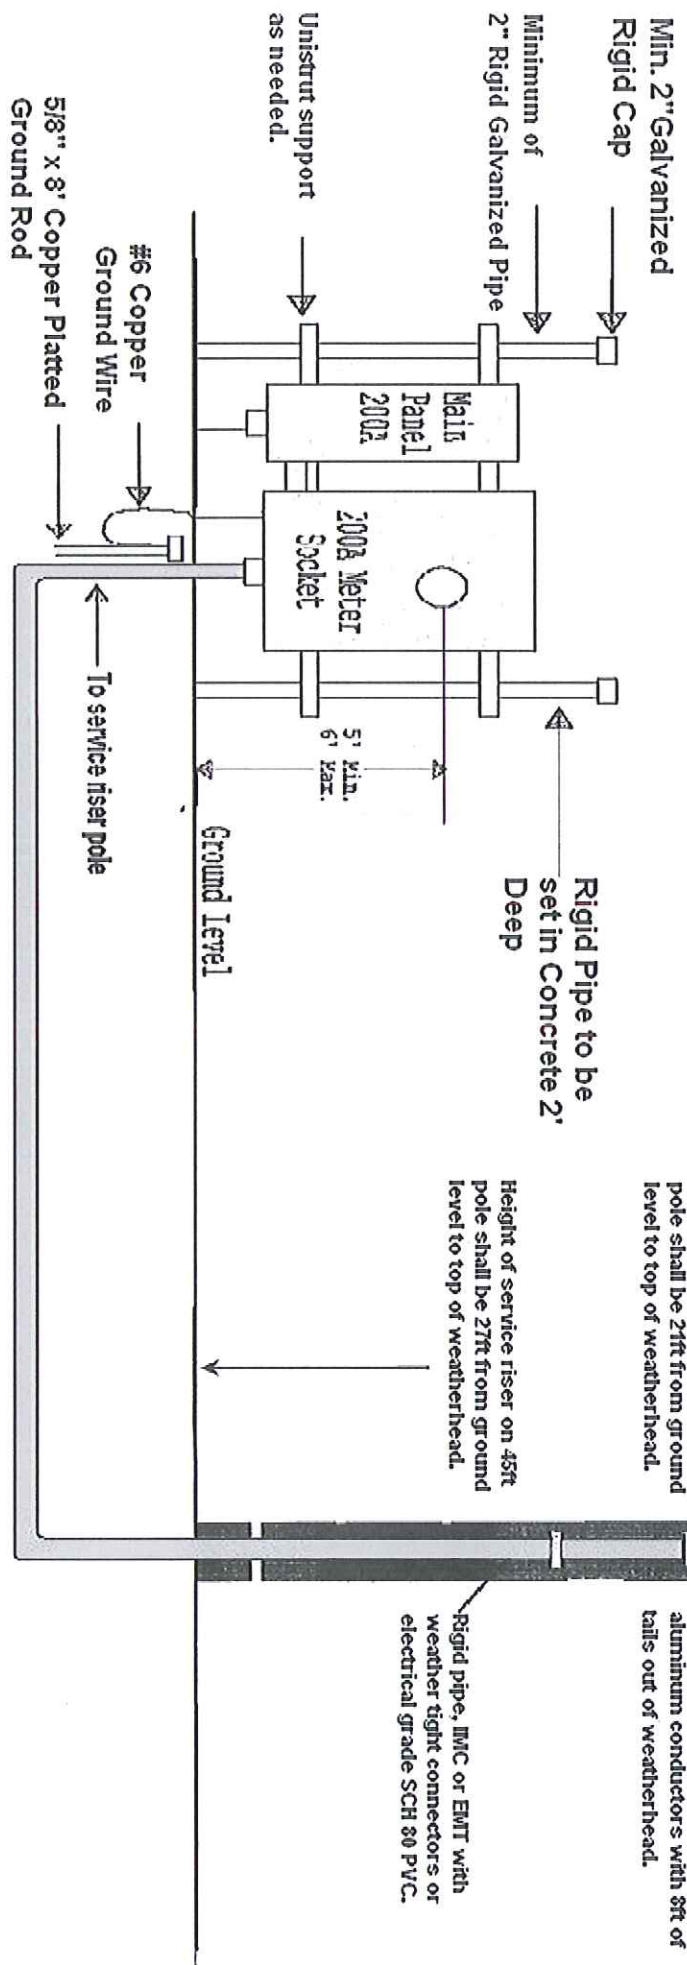 Min. 2"Galvanized
Rigid Cap
Minimum of
2" Rigid Galvanized Pipe
Unistrut support
as needed.
#6 Copper
Ground Wire
5/8" x 8' Copper Platted
Ground Rod
Main
Panel
200A
200A Meter
Socket
5' Min.
6' Max.
To service riser pole
Ground Level
Rigid Pipe to be
set in Concrete 2'
Deep
pole shall be 21ft from ground
level to top of weatherhead.
Height of service riser on 45ft
pole shall be 27ft from ground
level to top of weatherhead.
aluminum conductors with 8ft of
tails out of weatherhead.
Rigid pipe, IMC or EMT with
weather tight connectors or
electrical grade SCH 80 PVC.